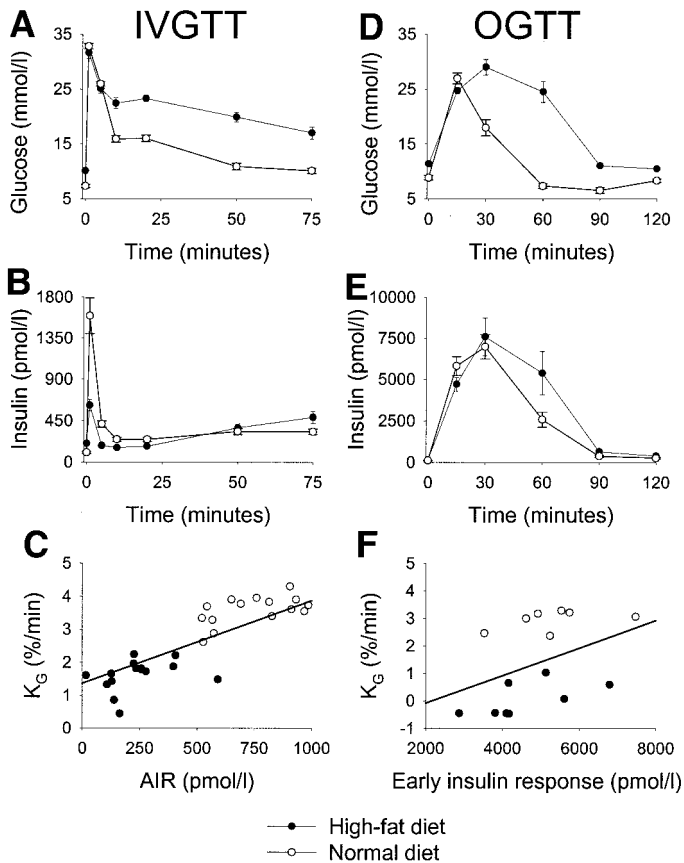 A IVGTT
35
25
15
5
Glucose (mmol/l)
0 25 50 75
Time (minutes)
D OGTT
35
25
15
5
Glucose (mmol/l)
0 30 60 90 120
Time (minutes)
B
1800
1350
900
450
0
Insulin (pmol/l)
0 25 50 75
Time (minutes)
E
10000
7500
5000
2500
0
Insulin (pmol/l)
0 30 60 90 120
Time (minutes)
C
5
4
3
2
1
0
KG (%/min)
0 250 500 750 1000
AIR (pmol/l)
F
5
4
3
2
1
0
-1
KG (%/min)
2000 4000 6000 8000
Early insulin response (pmol/l)
High-fat diet
Normal diet